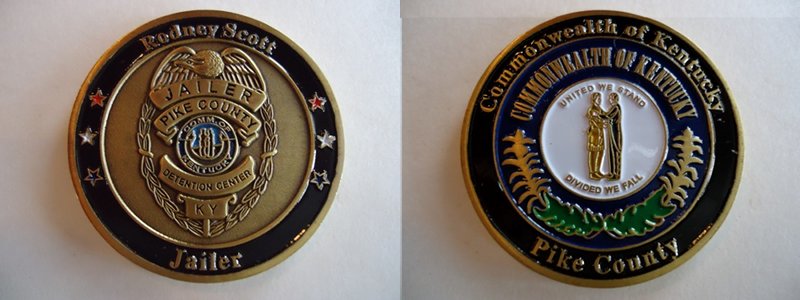 Rodney Scott
JAILER
PIKE COUNTY
COMM. OF
KENTUCKY
DETENTION CENTER
KY
Jailer
Commonwealth of Kentucky
COMMONWEALTH OF KENTUCKY
UNITED WE STAND
DIVIDED WE FALL
Pike County